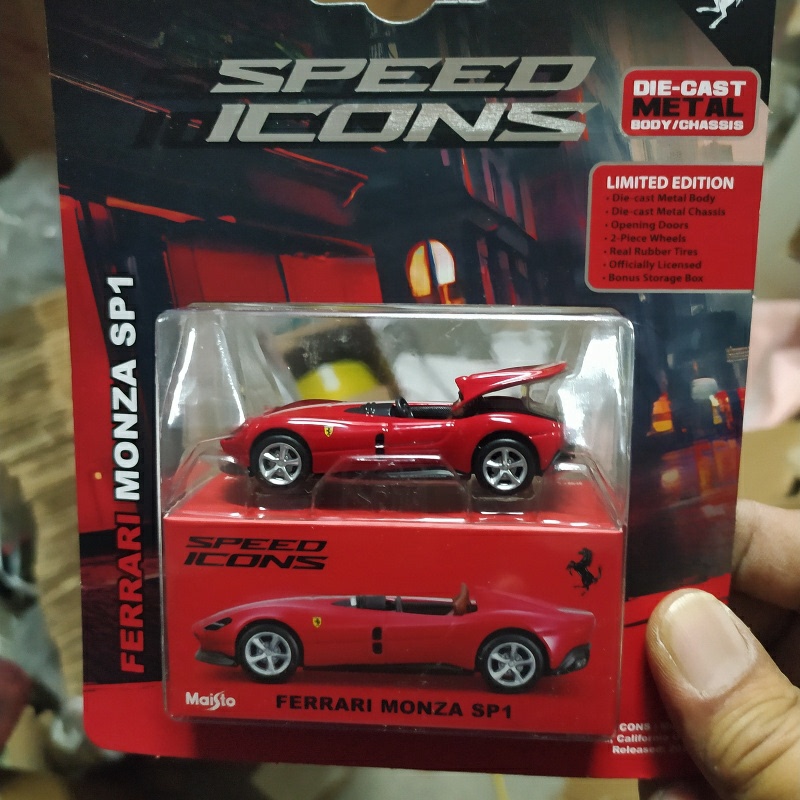 SPEED
ICONS
DIE-CAST
METAL
BODY/CHASSIS
LIMITED EDITION
• Die-cast Metal Body
• Die-cast Metal Chassis
• Opening Doors
• 2-Piece Wheels
• Real Rubber Tires
• Officially Licensed
• Bonus Storage Box
FERRARI MONZA SP1
SPEED
ICONS
Maisto
FERRARI MONZA SP1
California
Released